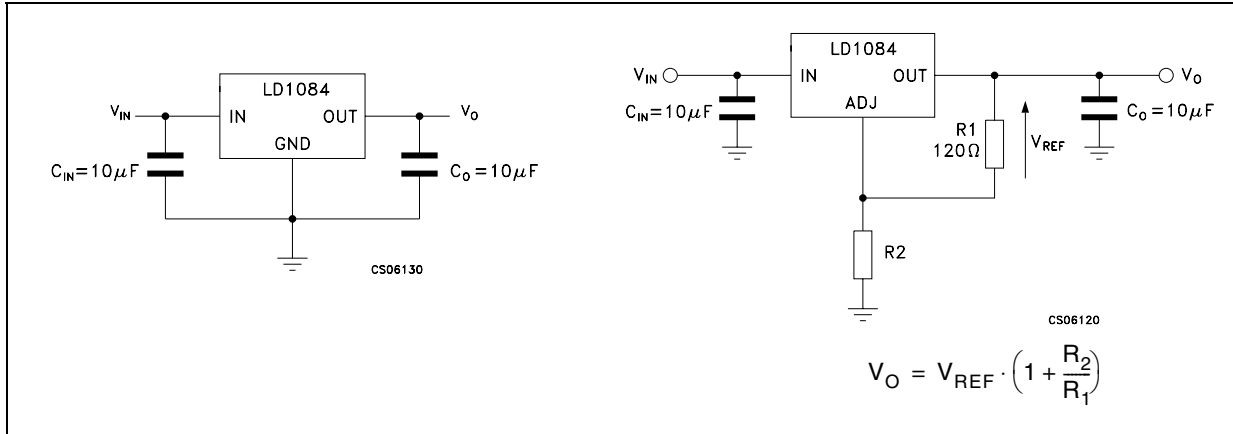 LD1084
V_IN
IN
OUT
V_O
GND
C_IN=10μF
C_O=10μF
CS06130
LD1084
V_IN
IN
OUT
V_O
ADJ
C_IN=10μF
R1
120Ω
V_REF
C_O=10μF
R2
CS06120
V_O = V_REF · (1 + R_2/R_1)